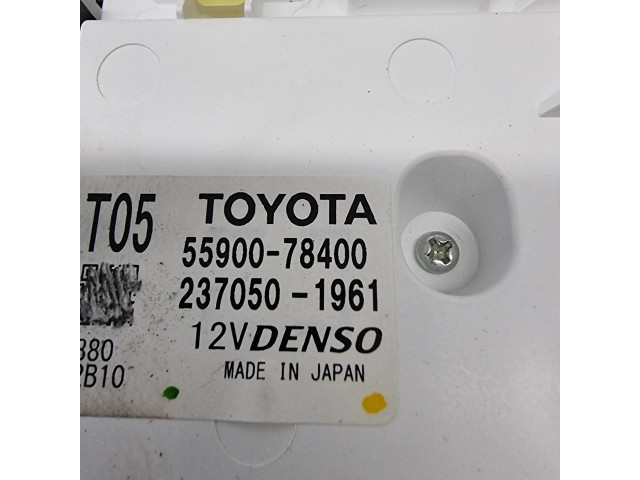 T05
TOYOTA
55900-78400
237050-1961
12V DENSO
MADE IN JAPAN
380
2B10